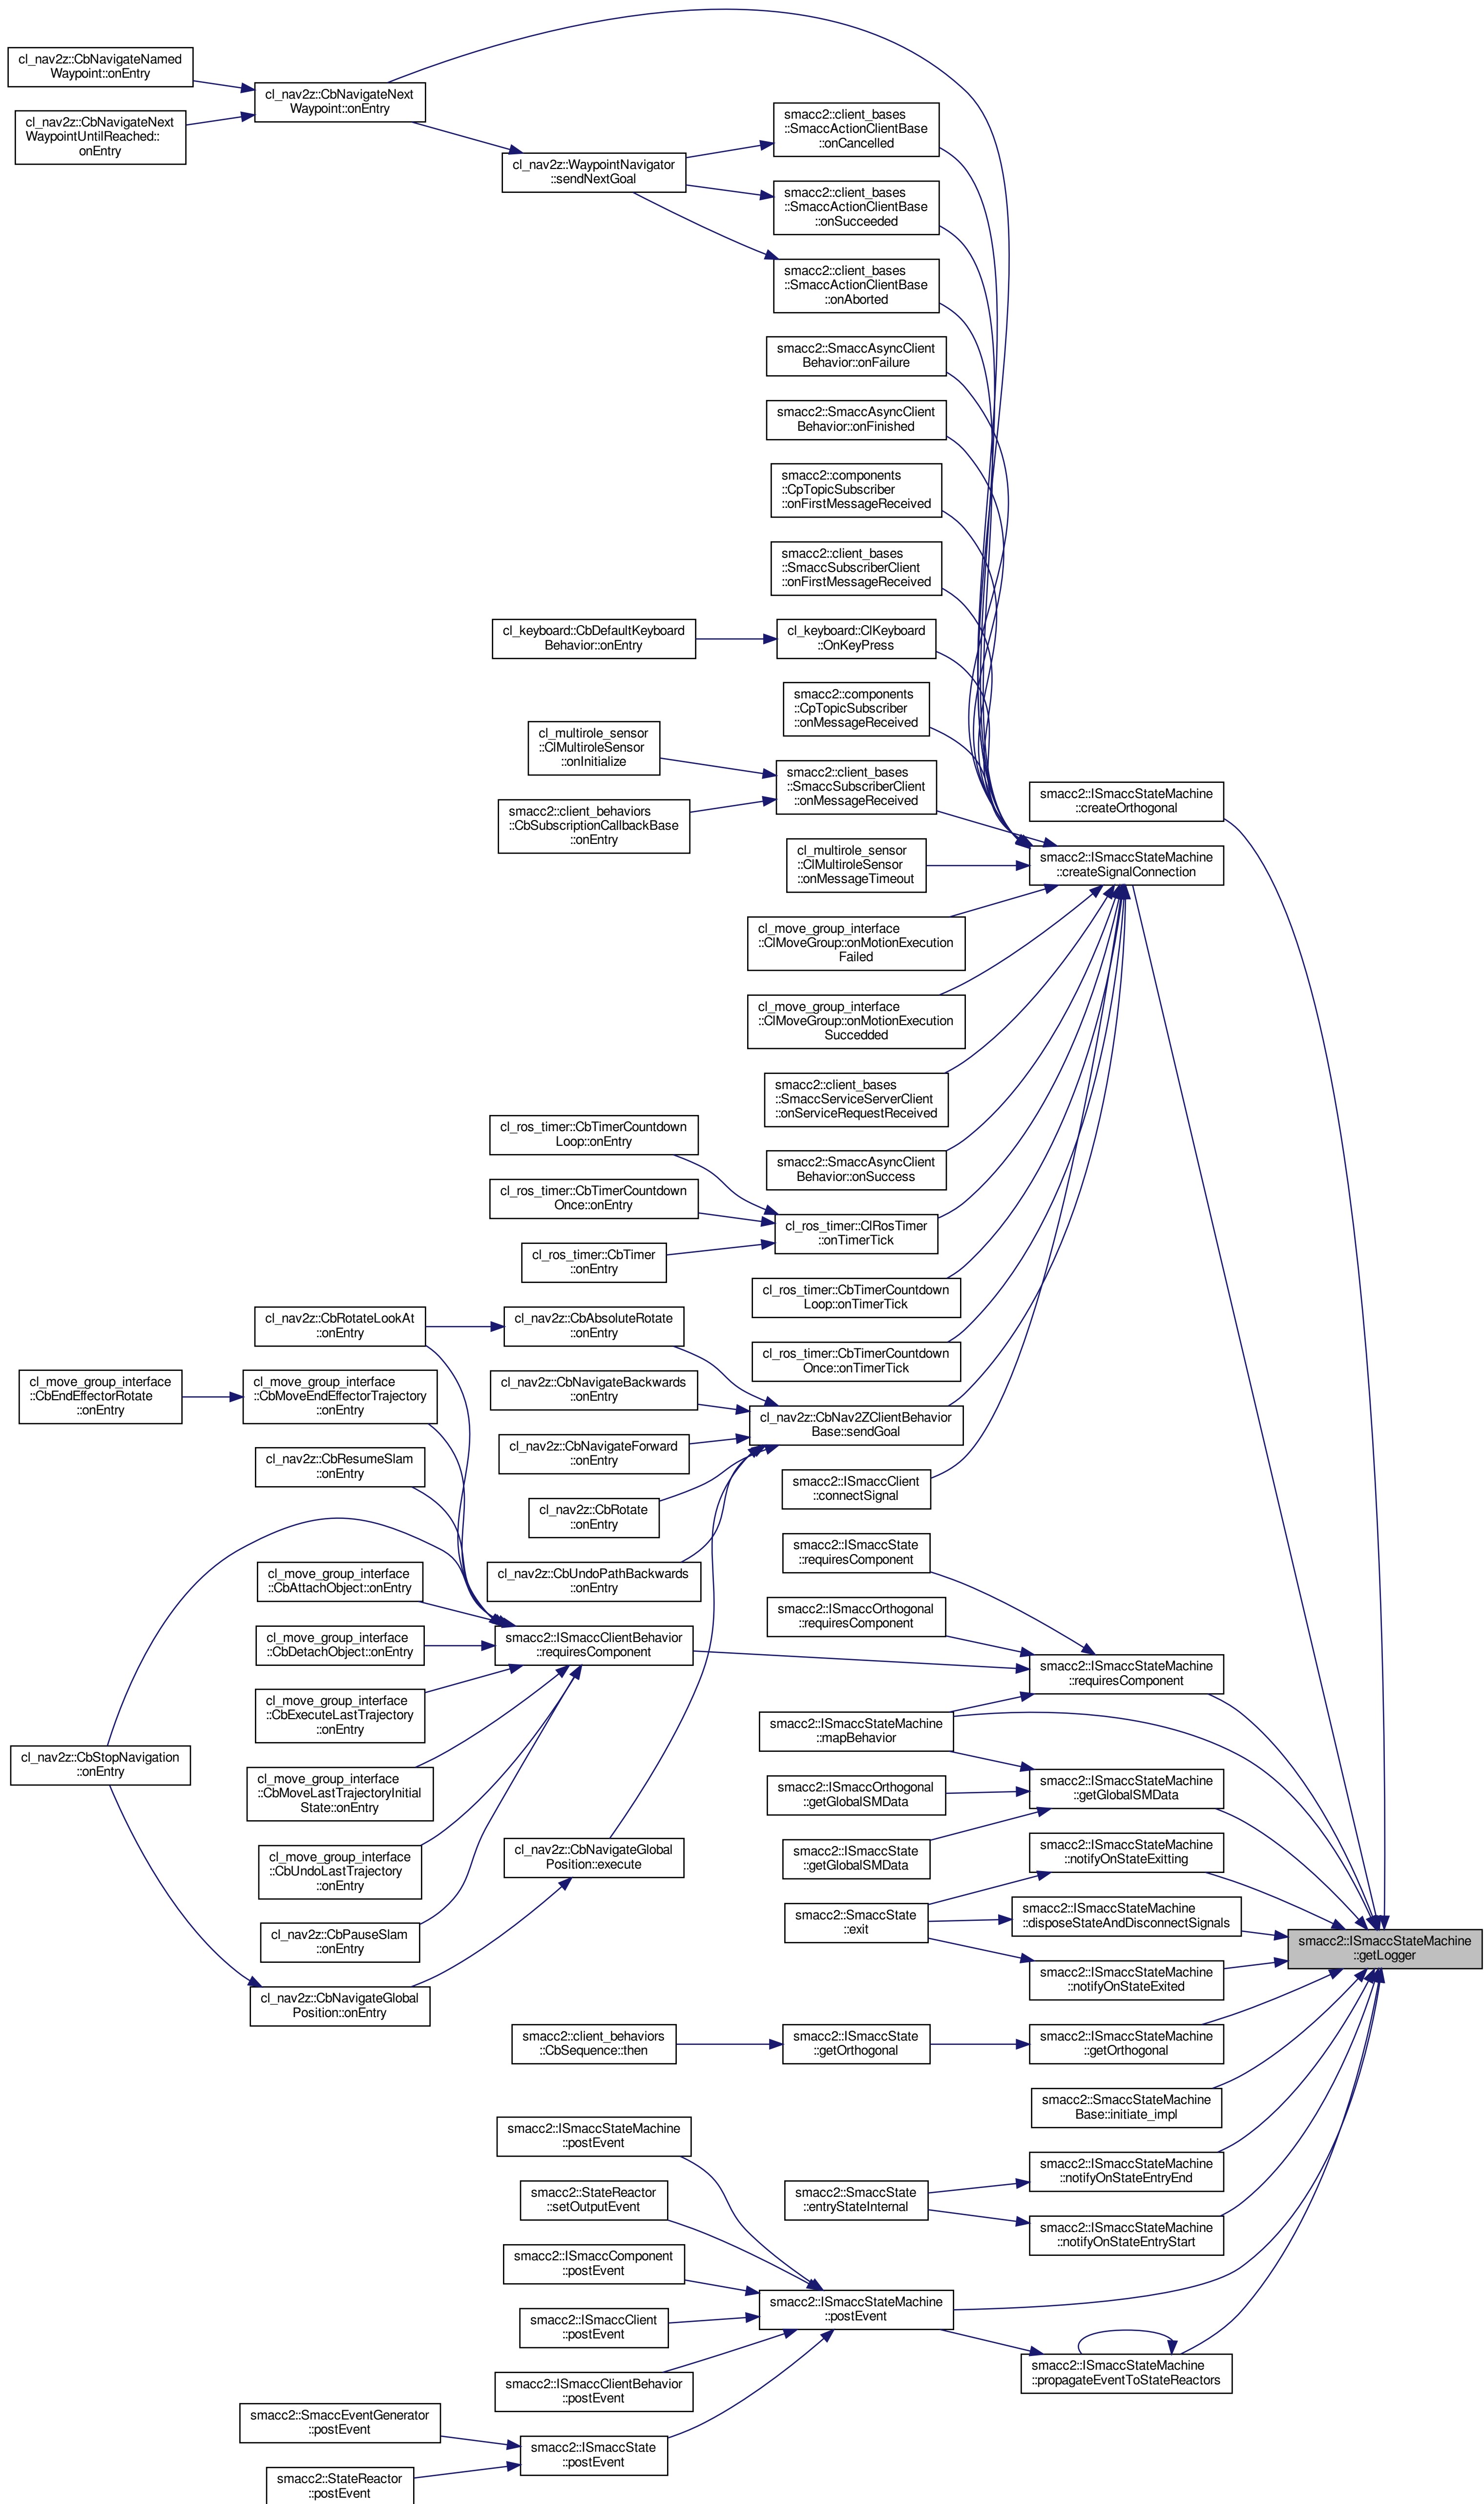 cl_nav2z::CbNavigateNamed
Waypoint::onEntry
cl_nav2z::CbNavigateNext
WaypointUntilReached::
onEntry
cl_nav2z::CbNavigateNext
Waypoint::onEntry
cl_nav2z::WaypointNavigator
::sendNextGoal
smacc2::client_bases
::SmaccActionClientBase
::onCancelled
smacc2::client_bases
::SmaccActionClientBase
::onSucceeded
smacc2::client_bases
::SmaccActionClientBase
::onAborted
smacc2::SmaccAsyncClient
Behavior::onFailure
smacc2::SmaccAsyncClient
Behavior::onFinished
smacc2::components
::CpTopicSubscriber
::onFirstMessageReceived
smacc2::client_bases
::SmaccSubscriberClient
::onFirstMessageReceived
cl_keyboard::CbDefaultKeyboard
Behavior::onEntry
cl_keyboard::ClKeyboard
::OnKeyPress
smacc2::components
::CpTopicSubscriber
::onMessageReceived
cl_multirole_sensor
::ClMultiroleSensor
::onInitialize
smacc2::client_behaviors
::CbSubscriptionCallbackBase
::onEntry
smacc2::client_bases
::SmaccSubscriberClient
::onMessageReceived
smacc2::ISmaccStateMachine
::createOrthogonal
cl_multirole_sensor
::ClMultiroleSensor
::onMessageTimeout
smacc2::ISmaccStateMachine
::createSignalConnection
cl_move_group_interface
::ClMoveGroup::onMotionExecution
Failed
cl_move_group_interface
::ClMoveGroup::onMotionExecution
Succedded
smacc2::client_bases
::SmaccServiceServerClient
::onServiceRequestReceived
smacc2::SmaccAsyncClient
Behavior::onSuccess
cl_ros_timer::CbTimerCountdown
Loop::onEntry
cl_ros_timer::CbTimerCountdown
Once::onEntry
cl_ros_timer::CbTimer
::onEntry
cl_ros_timer::ClRosTimer
::onTimerTick
cl_ros_timer::CbTimerCountdown
Loop::onTimerTick
cl_ros_timer::CbTimerCountdown
Once::onTimerTick
cl_nav2z::CbRotateLookAt
::onEntry
cl_nav2z::CbAbsoluteRotate
::onEntry
cl_move_group_interface
::CbEndEffectorRotate
::onEntry
cl_move_group_interface
::CbMoveEndEffectorTrajectory
::onEntry
cl_nav2z::CbNavigateBackwards
::onEntry
cl_nav2z::CbNav2ZClientBehavior
Base::sendGoal
cl_nav2z::CbResumeSlam
::onEntry
cl_nav2z::CbNavigateForward
::onEntry
smacc2::ISmaccClient
::connectSignal
cl_nav2z::CbRotate
::onEntry
smacc2::ISmaccState
::requiresComponent
cl_move_group_interface
::CbAttachObject::onEntry
cl_nav2z::CbUndoPathBackwards
::onEntry
smacc2::ISmaccOrthogonal
::requiresComponent
cl_move_group_interface
::CbDetachObject::onEntry
smacc2::ISmaccClientBehavior
::requiresComponent
smacc2::ISmaccStateMachine
::requiresComponent
cl_move_group_interface
::CbExecuteLastTrajectory
::onEntry
smacc2::ISmaccStateMachine
::mapBehavior
cl_nav2z::CbStopNavigation
::onEntry
cl_move_group_interface
::CbMoveLastTrajectoryInitial
State::onEntry
smacc2::ISmaccOrthogonal
::getGlobalSMData
smacc2::ISmaccStateMachine
::getGlobalSMData
cl_move_group_interface
::CbUndoLastTrajectory
::onEntry
cl_nav2z::CbNavigateGlobal
Position::execute
smacc2::ISmaccState
::getGlobalSMData
smacc2::ISmaccStateMachine
::notifyOnStateExitting
cl_nav2z::CbPauseSlam
::onEntry
smacc2::SmaccState
::exit
smacc2::ISmaccStateMachine
::disposeStateAndDisconnectSignals
smacc2::ISmaccStateMachine
::getLogger
cl_nav2z::CbNavigateGlobal
Position::onEntry
smacc2::ISmaccStateMachine
::notifyOnStateExited
smacc2::client_behaviors
::CbSequence::then
smacc2::ISmaccState
::getOrthogonal
smacc2::ISmaccStateMachine
::getOrthogonal
smacc2::SmaccStateMachine
Base::initiate_impl
smacc2::ISmaccStateMachine
::postEvent
smacc2::ISmaccStateMachine
::notifyOnStateEntryEnd
smacc2::StateReactor
::setOutputEvent
smacc2::SmaccState
::entryStateInternal
smacc2::ISmaccStateMachine
::notifyOnStateEntryStart
smacc2::ISmaccComponent
::postEvent
smacc2::ISmaccClient
::postEvent
smacc2::ISmaccStateMachine
::postEvent
smacc2::ISmaccClientBehavior
::postEvent
smacc2::ISmaccStateMachine
::propagateEventToStateReactors
smacc2::SmaccEventGenerator
::postEvent
smacc2::ISmaccState
::postEvent
smacc2::StateReactor
::postEvent